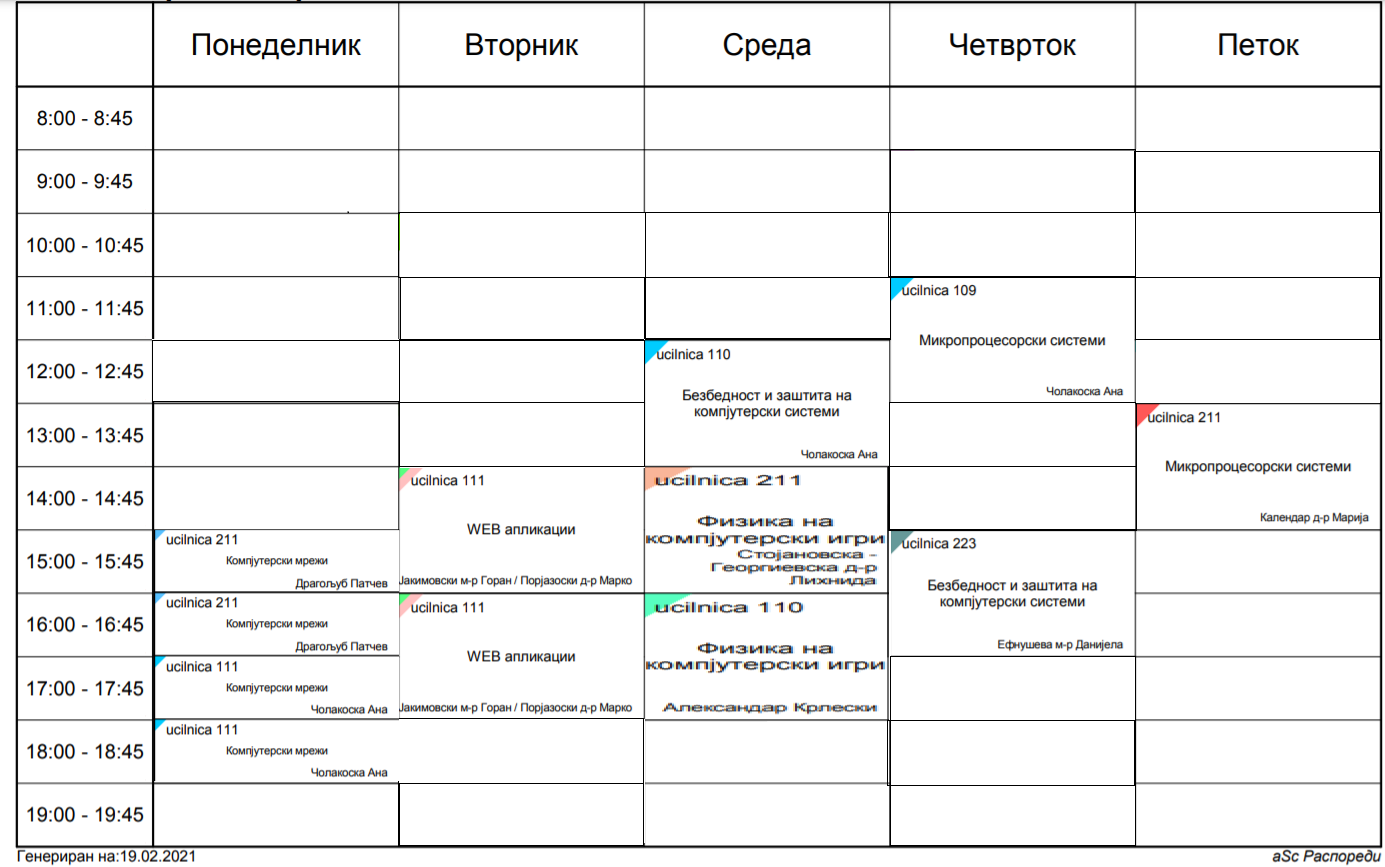 Понеделник
Вторник
Среда
Четврток
Петок
8:00 - 8:45
9:00 - 9:45
10:00 - 10:45
11:00 - 11:45
ucilnica 109
Микропроцесорски системи
Чолакоска Ана
12:00 - 12:45
ucilnica 110
Безбедност и заштита на
компјутерски системи
Чолакоска Ана
13:00 - 13:45
ucilnica 211
Микропроцесорски системи
Календар д-р Марија
14:00 - 14:45
ucilnica 111
WEB апликации
Јакимовски м-р Горан / Порјазоски д-р Марко
ucilnica 211
Физика на
компјутерски игри
Стојановска -
Георгиевска д-р
Лихнида
15:00 - 15:45
ucilnica 211
Компјутерски мрежи
Драгољуб Патчев
ucilnica 223
Безбедност и заштита на
компјутерски системи
Ефнушева м-р Данијела
16:00 - 16:45
ucilnica 211
Компјутерски мрежи
Драгољуб Патчев
ucilnica 111
WEB апликации
Јакимовски м-р Горан / Порјазоски д-р Марко
ucilnica 110
Физика на
компјутерски игри
Александар Крлески
17:00 - 17:45
ucilnica 111
Компјутерски мрежи
Чолакоска Ана
18:00 - 18:45
ucilnica 111
Компјутерски мрежи
Чолакоска Ана
19:00 - 19:45
Генериран на:19.02.2021
aSc Распореди